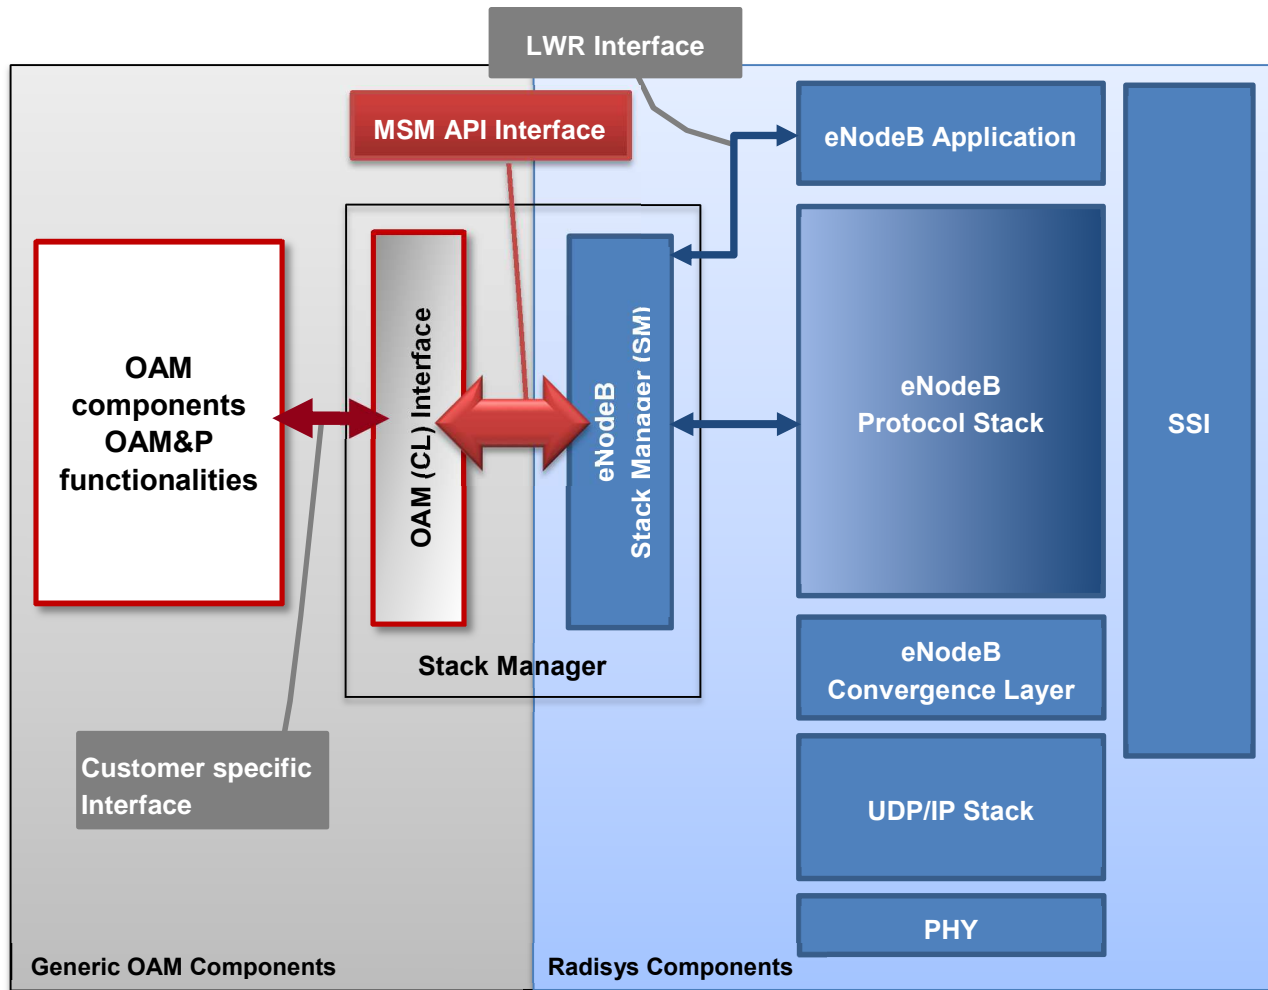 LWR Interface
MSM API Interface
eNodeB Application
OAM
components
OAM&P
functionalities
OAM (CL) Interface
eNodeB
Stack Manager (SM)
eNodeB
Protocol Stack
SSI
Stack Manager
eNodeB
Convergence Layer
Customer specific
Interface
UDP/IP Stack
PHY
Generic OAM Components
Radisys Components